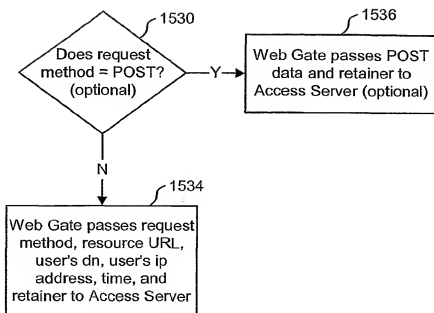 1530
Does request
method = POST?
(optional)
Y
1536
Web Gate passes POST
data and retainer to
Access Server (optional)
N
1534
Web Gate passes request
method, resource URL,
user's dn, user's ip
address, time, and
retainer to Access Server